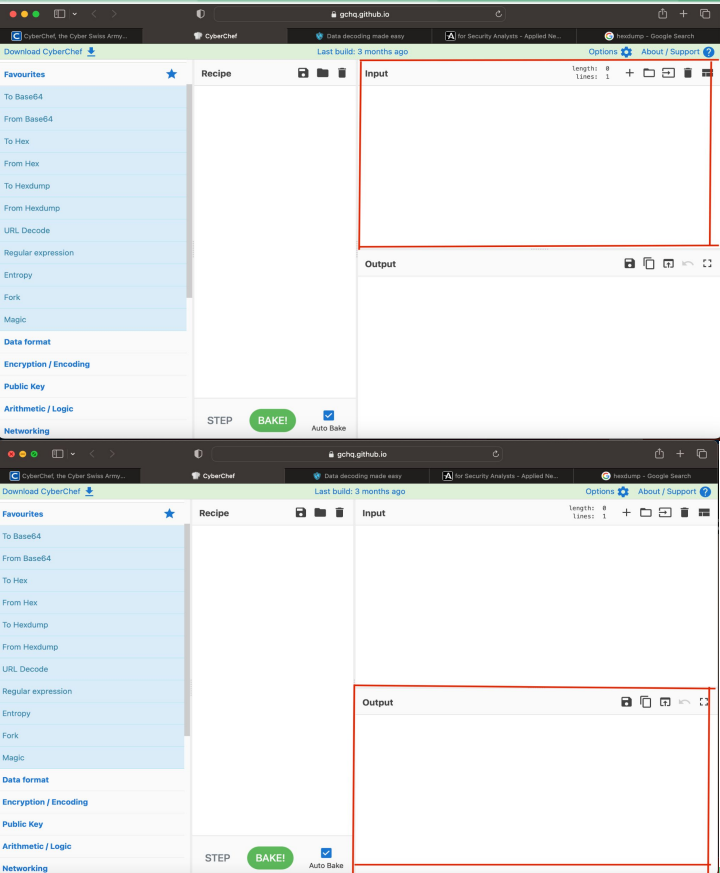 gchq.github.io
CyberChef, the Cyber Swiss Army...
CyberChef
Data decoding made easy
for Security Analysts - Applied Ne...
hexdump - Google Search
Download CyberChef
Last build: 3 months ago
Options
About / Support
Favourites
To Base64
From Base64
To Hex
From Hex
To Hexdump
From Hexdump
URL Decode
Regular expression
Entropy
Fork
Magic
Data format
Encryption / Encoding
Public Key
Arithmetic / Logic
Networking
Recipe
STEP
BAKE!
Auto Bake
Input
length: 0
lines: 1
Output
gchq.github.io
CyberChef, the Cyber Swiss Army...
CyberChef
Data decoding made easy
for Security Analysts - Applied Ne...
hexdump - Google Search
Download CyberChef
Last build: 3 months ago
Options
About / Support
Favourites
To Base64
From Base64
To Hex
From Hex
To Hexdump
From Hexdump
URL Decode
Regular expression
Entropy
Fork
Magic
Data format
Encryption / Encoding
Public Key
Arithmetic / Logic
Networking
Recipe
STEP
BAKE!
Auto Bake
Input
length: 0
lines: 1
Output